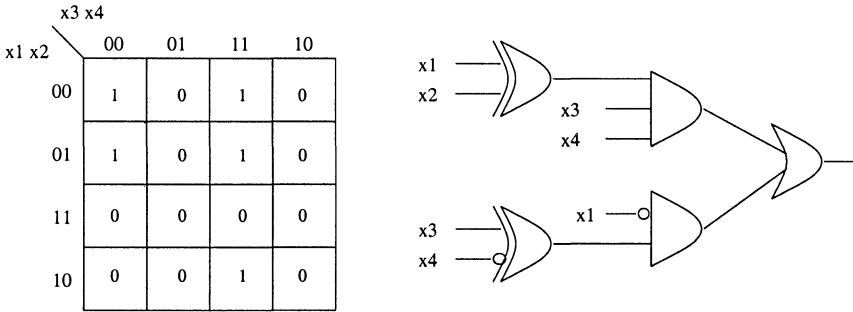 x3 x4
x1 x2
00 01 11 10
00 1 0 1 0
01 1 0 1 0
11 0 0 0 0
10 0 0 1 0
x1
x2
x3
x4
x1
x3
x4